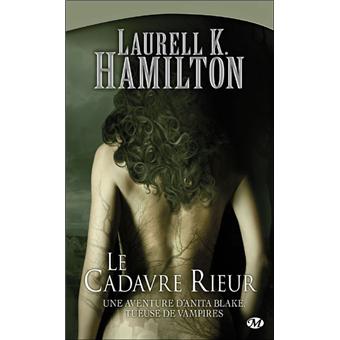 LAURELL K.
HAMILTON
LE
CADAVRE RIEUR
UNE AVENTURE D'ANITA BLAKE,
TUEUSE DE VAMPIRES
M